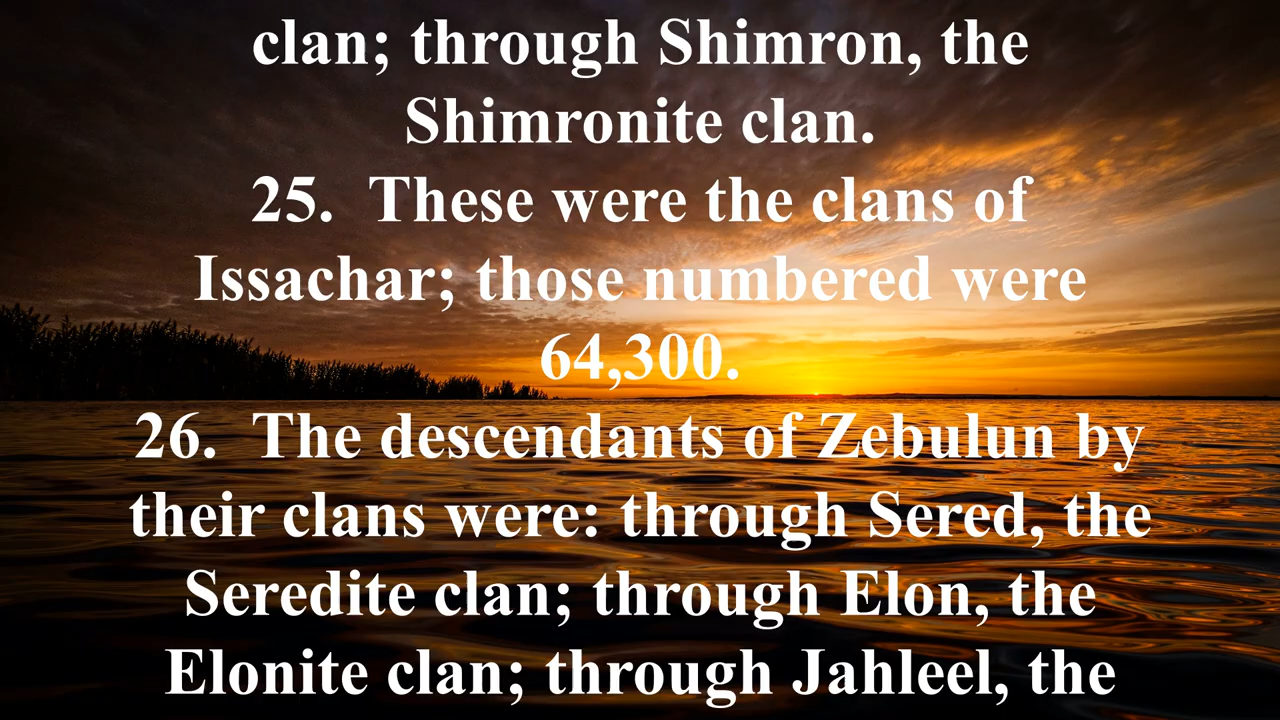 clan; through Shimron, the
Shimronite clan.
25.  These were the clans of
Issachar; those numbered were
64,300.
26.  The descendants of Zebulun by
their clans were: through Sered, the
Seredite clan; through Elon, the
Elonite clan; through Jahleel, the